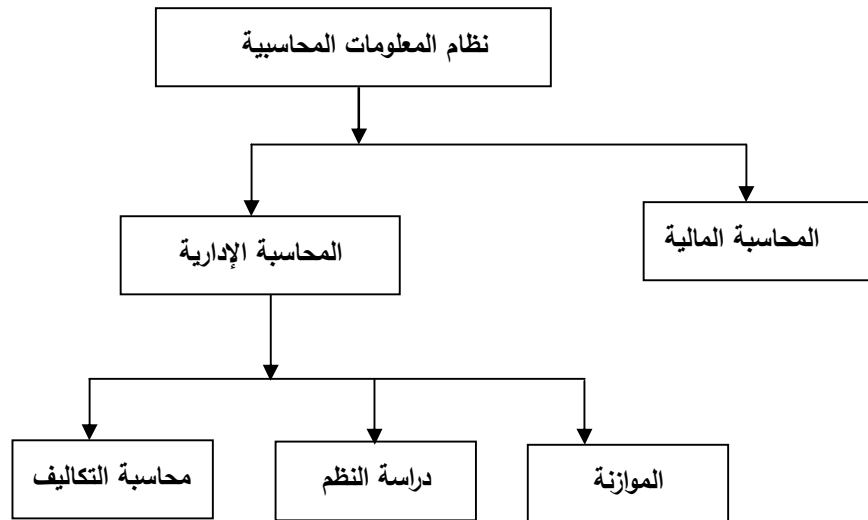 نظام المعلومات المحاسبية
المحاسبة المالية
المحاسبة الإدارية
الموازنة
دراسة النظم
محاسبة التكاليف